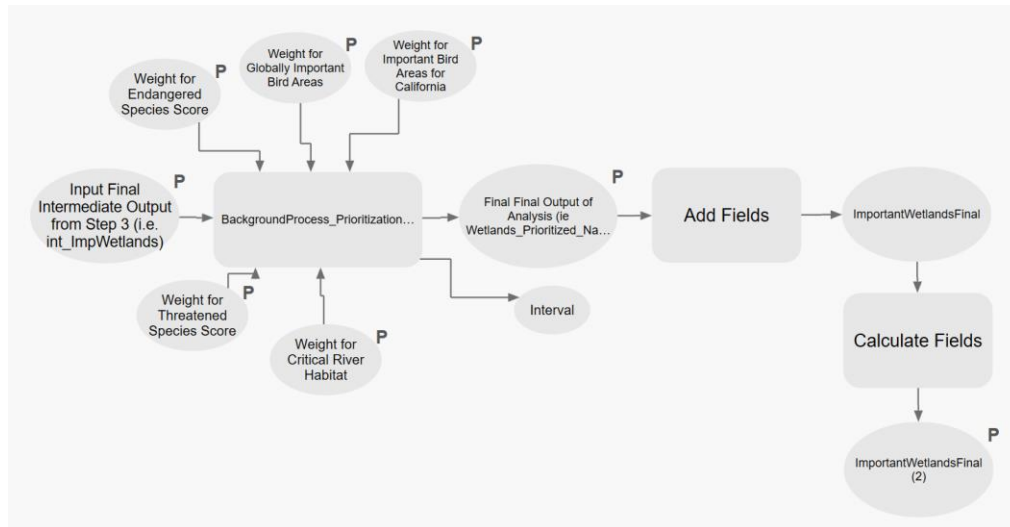 Weight for
Endangered
Species Score
P
Weight for
Globally Important
Bird Areas
P
Weight for
Important Bird
Areas for
California
P
Input Final
Intermediate Output
from Step 3 (i.e.
int_ImpWetlands)
P
BackgroundProcess_Prioritization...
Final Final Output of
Analysis (ie
Wetlands_Prioritized_Na...
P
Add Fields
ImportantWetlandsFinal
Weight for
Threatened
Species Score
P
Weight for
Critical River
Habitat
P
Interval
Calculate Fields
ImportantWetlandsFinal
(2)
P